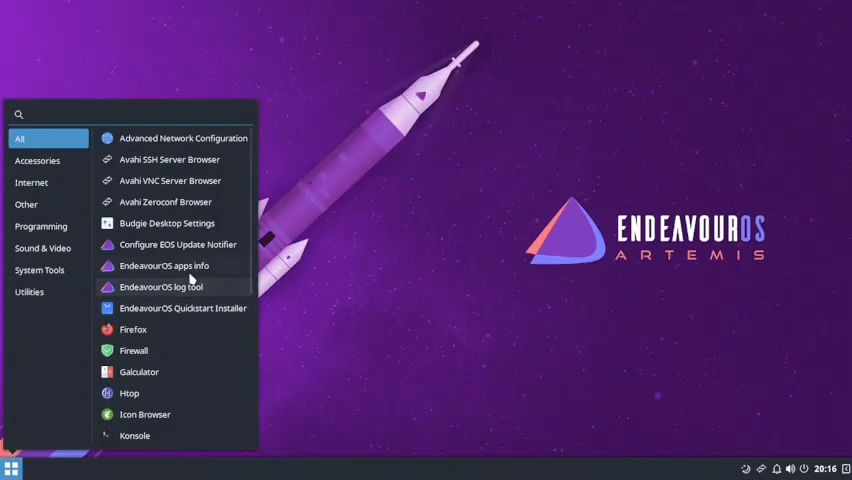 All
Accessories
Internet
Other
Programming
Sound & Video
System Tools
Utilities
Advanced Network Configuration
Avahi SSH Server Browser
Avahi VNC Server Browser
Avahi Zeroconf Browser
Budgie Desktop Settings
Configure EOS Update Notifier
EndeavourOS apps info
EndeavourOS log tool
EndeavourOS Quickstart Installer
Firefox
Firewall
Galculator
Htop
Icon Browser
Konsole
ENDEAVOUROS
ARTEMIS
20:16